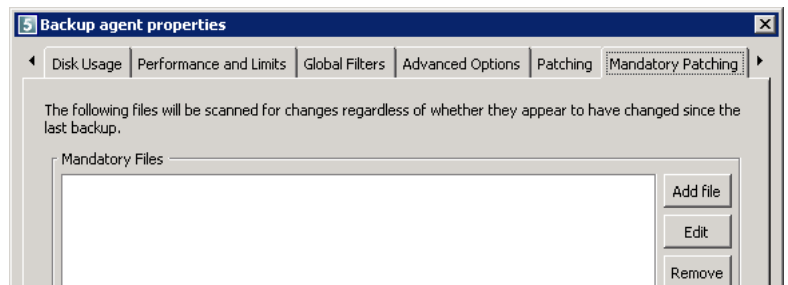 5 Backup agent properties
Disk Usage Performance and Limits Global Filters Advanced Options Patching Mandatory Patching
The following files will be scanned for changes regardless of whether they appear to have changed since the
last backup.
Mandatory Files
Add file
Edit
Remove